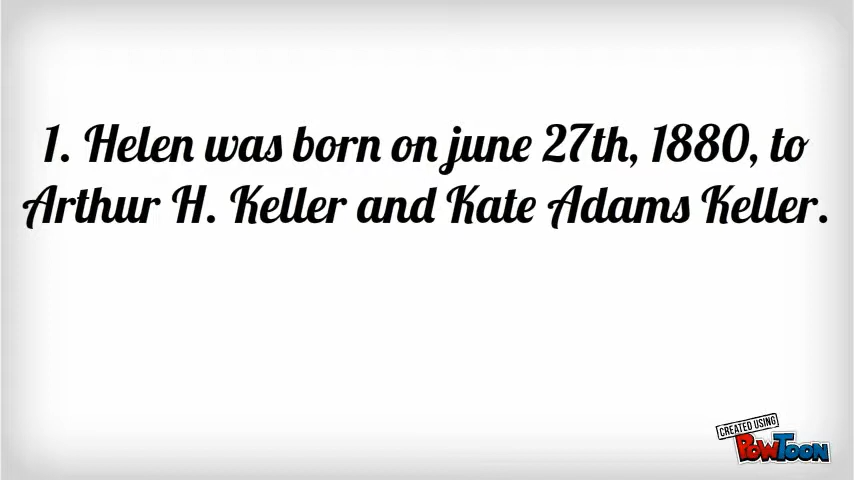 1. Helen was born on june 27th, 1880, to
Arthur H. Keller and Kate Adams Keller.
CREATED USING
POWTOON